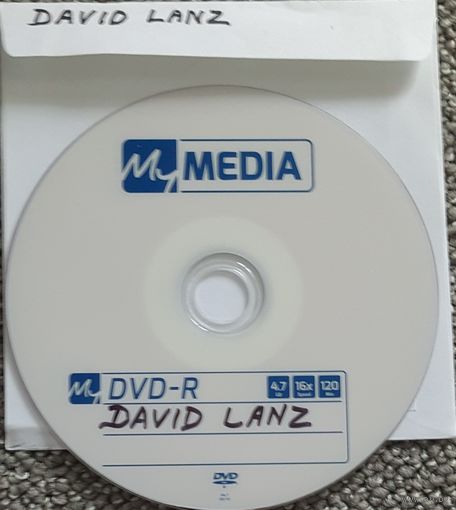 DAVID LANZ
My MEDIA
My DVD-R 4.7 GB 16x Speed 120 Min.
DAVID LANZ
DVD
R